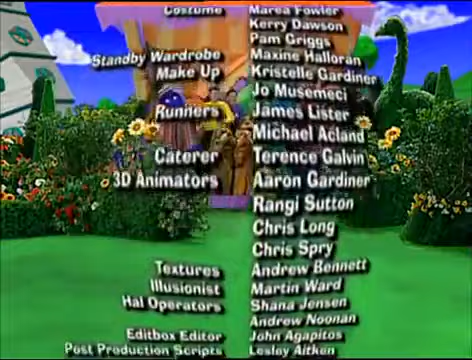 Costume Marea Fowler
Kerry Dawson
Pam Griggs
Standby Wardrobe Maxine Halloran
Make Up Kristelle Gardiner
Jo Musemeci
Runners James Lister
Michael Acland
Caterer Terence Galvin
3D Animators Aaron Gardiner
Rangi Sutton
Chris Long
Chris Spry
Textures Andrew Bennett
Illusionist Martin Ward
Hal Operators Shana Jensen
Andrew Noonan
Editbox Editor John Agapitos
Post Production Scripts Lesley Aitken